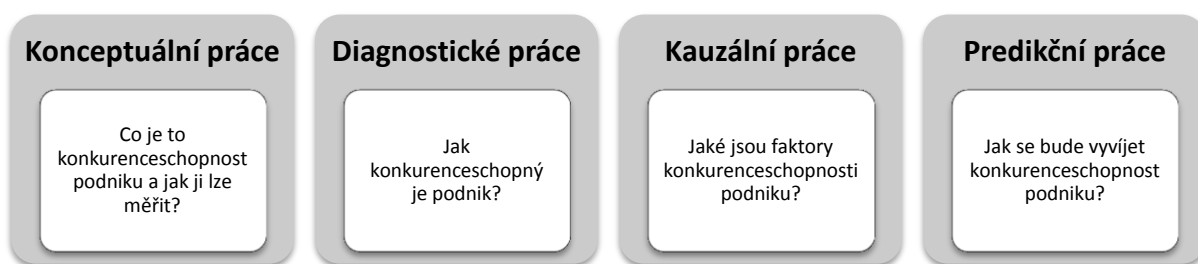 Konceptuální práce
Co je to
konkurenceschopnost
podniku a jak ji lze
měřit?
Diagnostické práce
Jak
konkurenceschopný
je podnik?
Kauzální práce
Jaké jsou faktory
konkurenceschopnosti
podniku?
Predikční práce
Jak se bude vyvíjet
konkurenceschopnost
podniku?